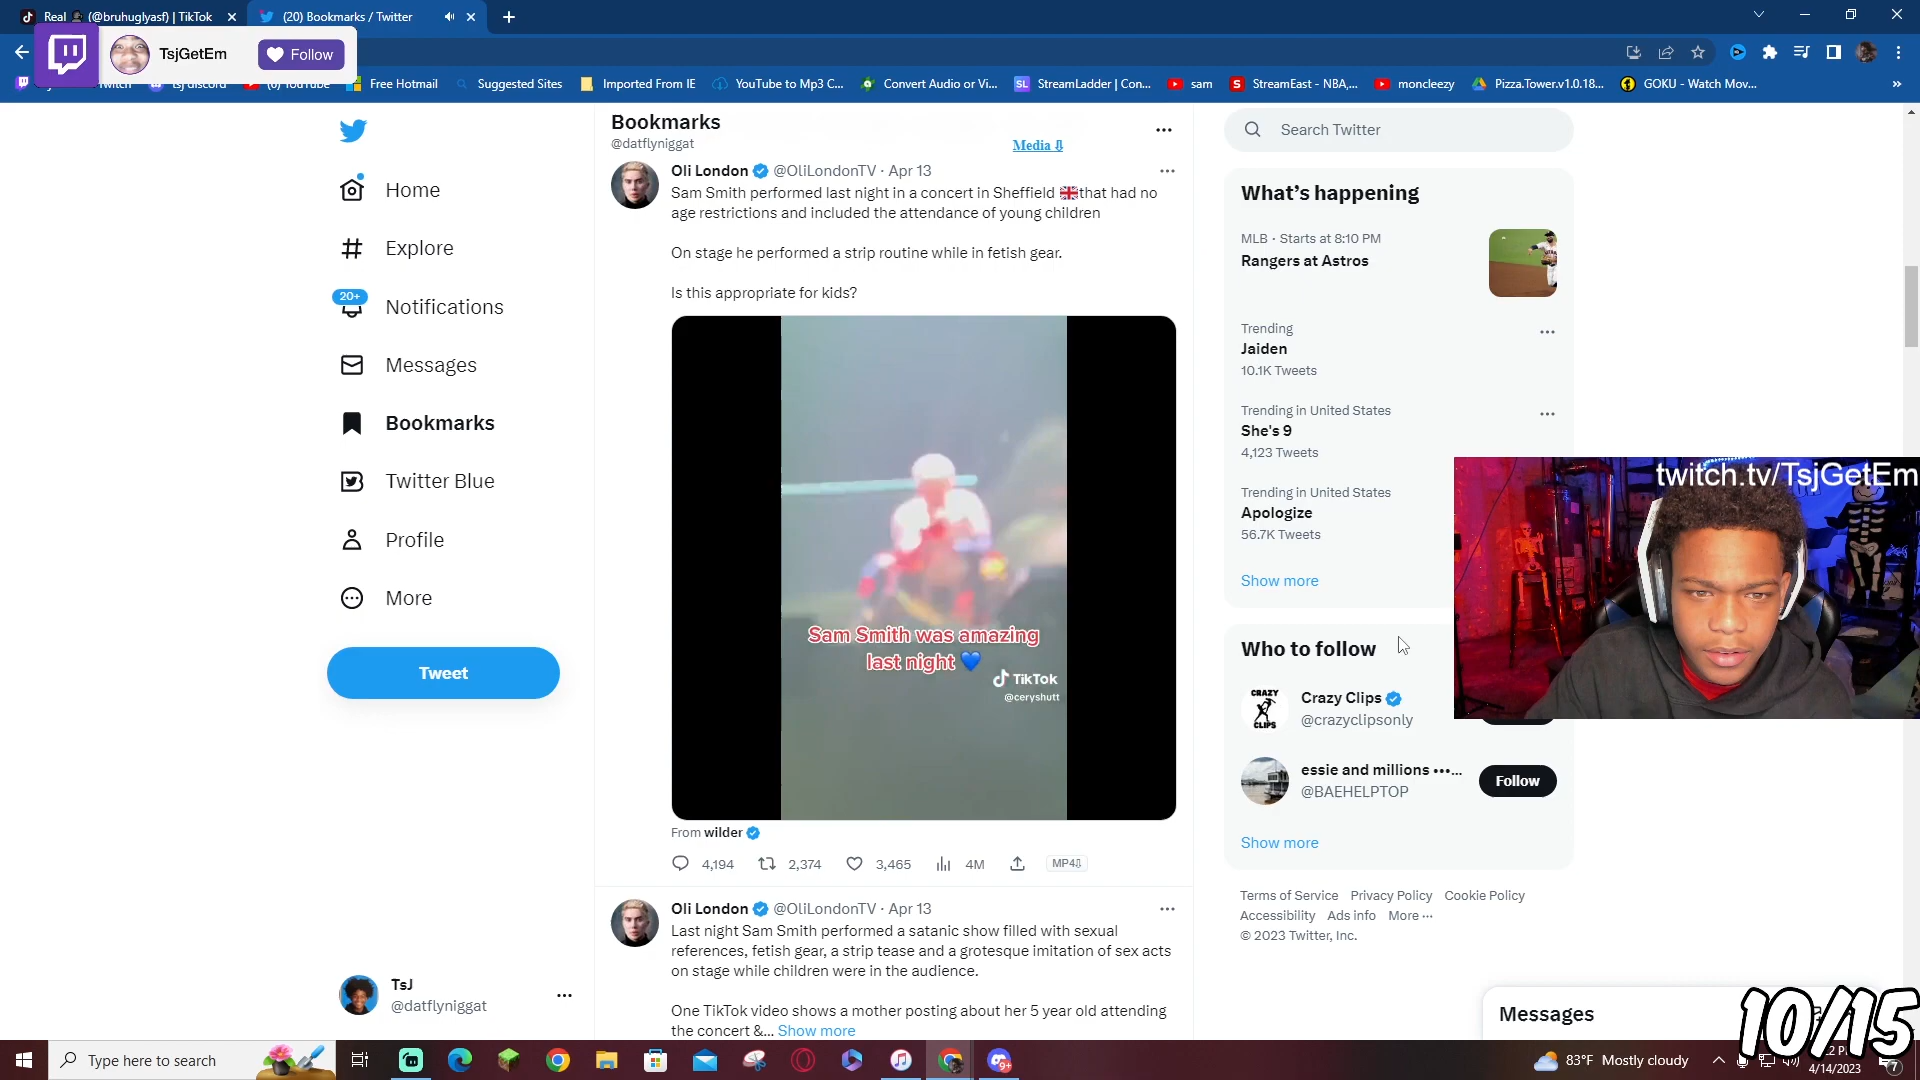 Real (@bruhuglyasf) | TikTok
(20) Bookmarks / Twitter
TsjGetEm
Follow
Free Hotmail
Suggested Sites
Imported From IE
YouTube to Mp3 C...
Convert Audio or Vi...
StreamLadder | Con...
sam
StreamEast - NBA,...
moncleezy
Pizza.Tower.v1.0.18...
GOKU - Watch Mov...
Home
Explore
20+
Notifications
Messages
Bookmarks
Twitter Blue
Profile
More
Tweet
TsJ
@datflyniggat
Bookmarks
@datflyniggat
Media ⇩
Oli London @OliLondonTV · Apr 13
Sam Smith performed last night in a concert in Sheffield 🇬🇧that had no
age restrictions and included the attendance of young children
On stage he performed a strip routine while in fetish gear.
Is this appropriate for kids?
Sam Smith was amazing
last night 💙
TikTok
@ceryshutt
From wilder
4,194 2,374 3,465 4M MP4⇩
Oli London @OliLondonTV · Apr 13
Last night Sam Smith performed a satanic show filled with sexual
references, fetish gear, a strip tease and a grotesque imitation of sex acts
on stage while children were in the audience.
One TikTok video shows a mother posting about her 5 year old attending
the concert &... Show more
Search Twitter
What's happening
MLB · Starts at 8:10 PM
Rangers at Astros
Trending
Jaiden
10.1K Tweets
Trending in United States
She's 9
4,123 Tweets
Trending in United States
Apologize
56.7K Tweets
Show more
twitch.tv/TsjGetEm
Who to follow
CRAZY
CLIPS
Crazy Clips
@crazyclipsonly
essie and millions •••...
@BAEHELPTOP
Follow
Show more
Terms of Service Privacy Policy Cookie Policy
Accessibility Ads info More ···
© 2023 Twitter, Inc.
Messages
10/15
Type here to search
9+
83°F Mostly cloudy
4/14/2023
7